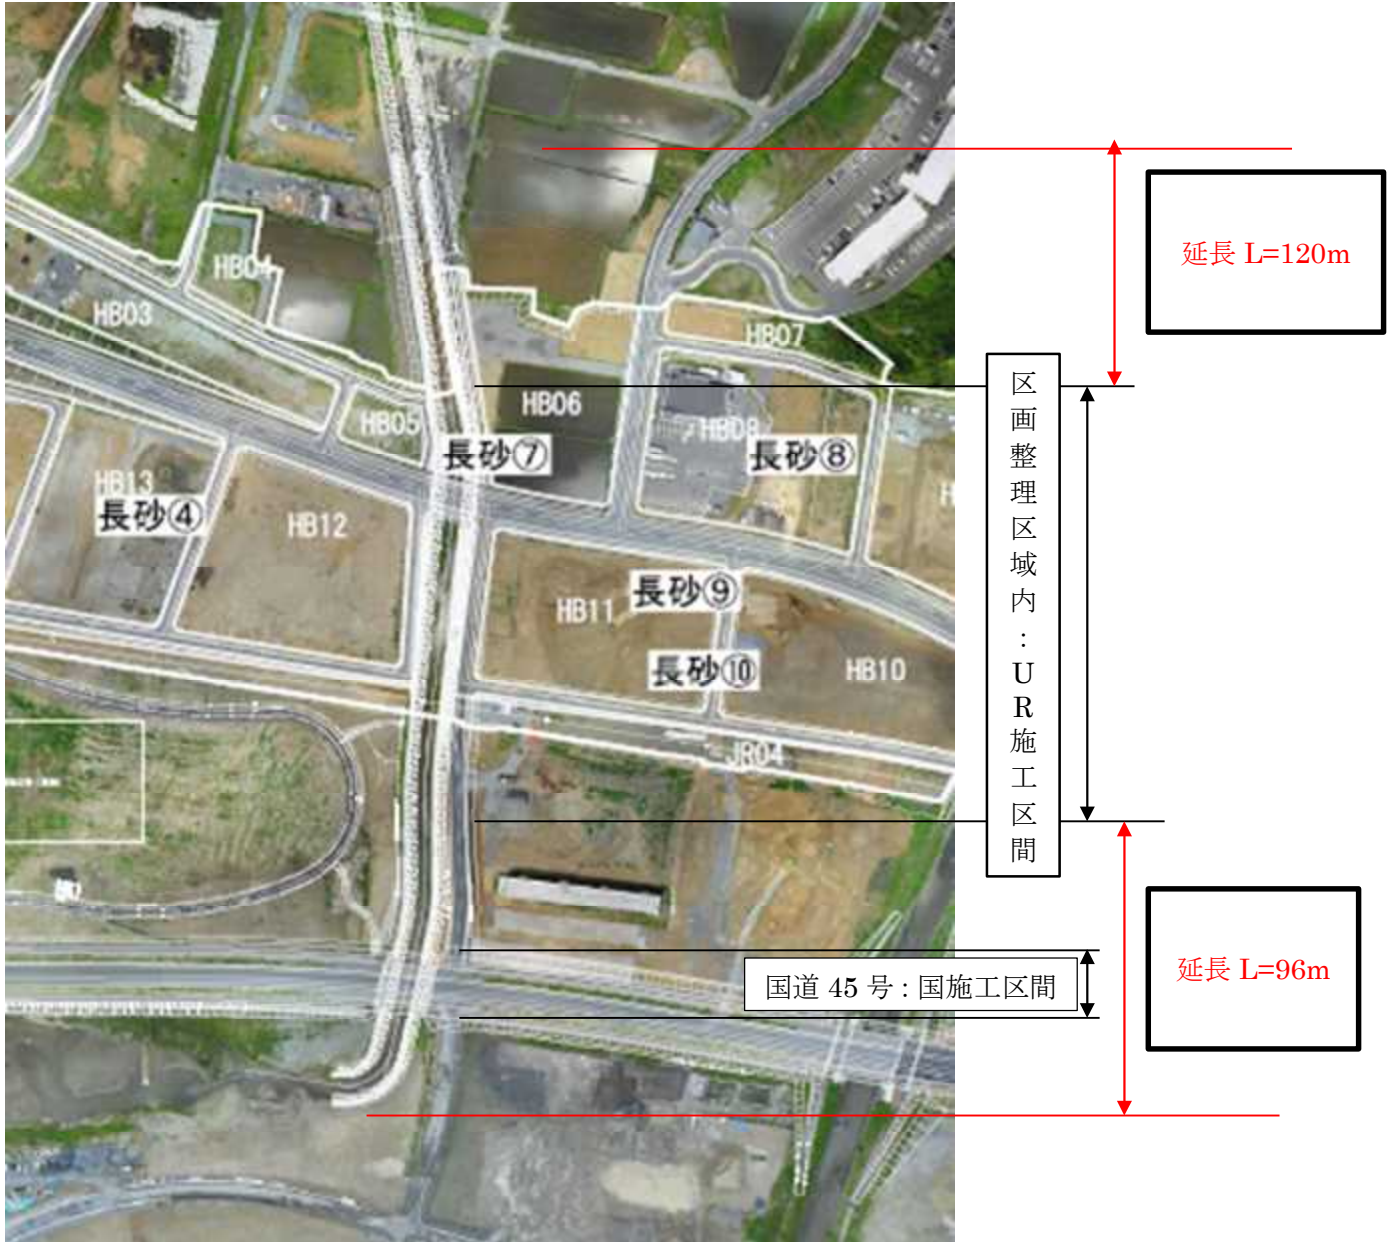 延長 L=120m
HB04
HB03
HB07
区画整理区域内：UR施工区間
HB06
HB05
HB08
長砂⑦
長砂⑧
HB13
長砂④
HB12
長砂⑨
HB11
長砂⑩
HB10
JR04
延長 L=96m
国道 45 号 : 国施工区間